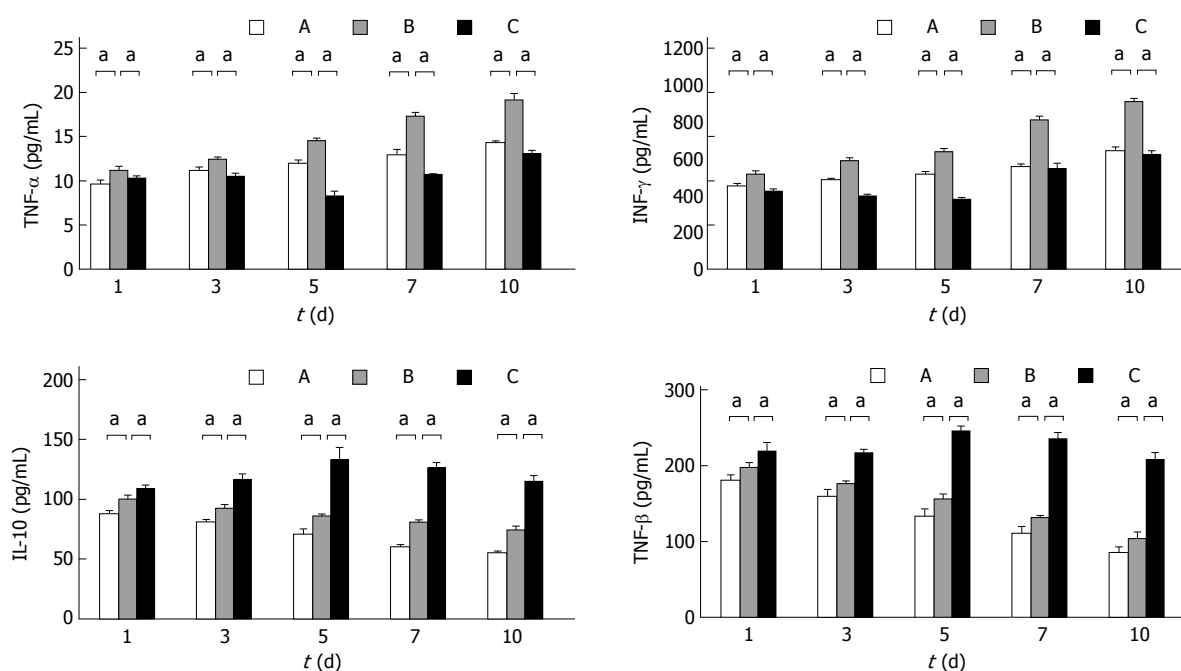 A B C
a a a a a a a a a a
25
20
15
10
5
0
TNF-α (pg/mL)
1 3 5 7 10
t (d)
A B C
a a a a a a a a a a
1200
1000
800
600
400
200
0
INF-γ (pg/mL)
1 3 5 7 10
t (d)
A B C
a a a a a a a a a a
200
150
100
50
0
IL-10 (pg/mL)
1 3 5 7 10
t (d)
A B C
a a a a a a a a a a
300
200
100
0
TNF-β (pg/mL)
1 3 5 7 10
t (d)